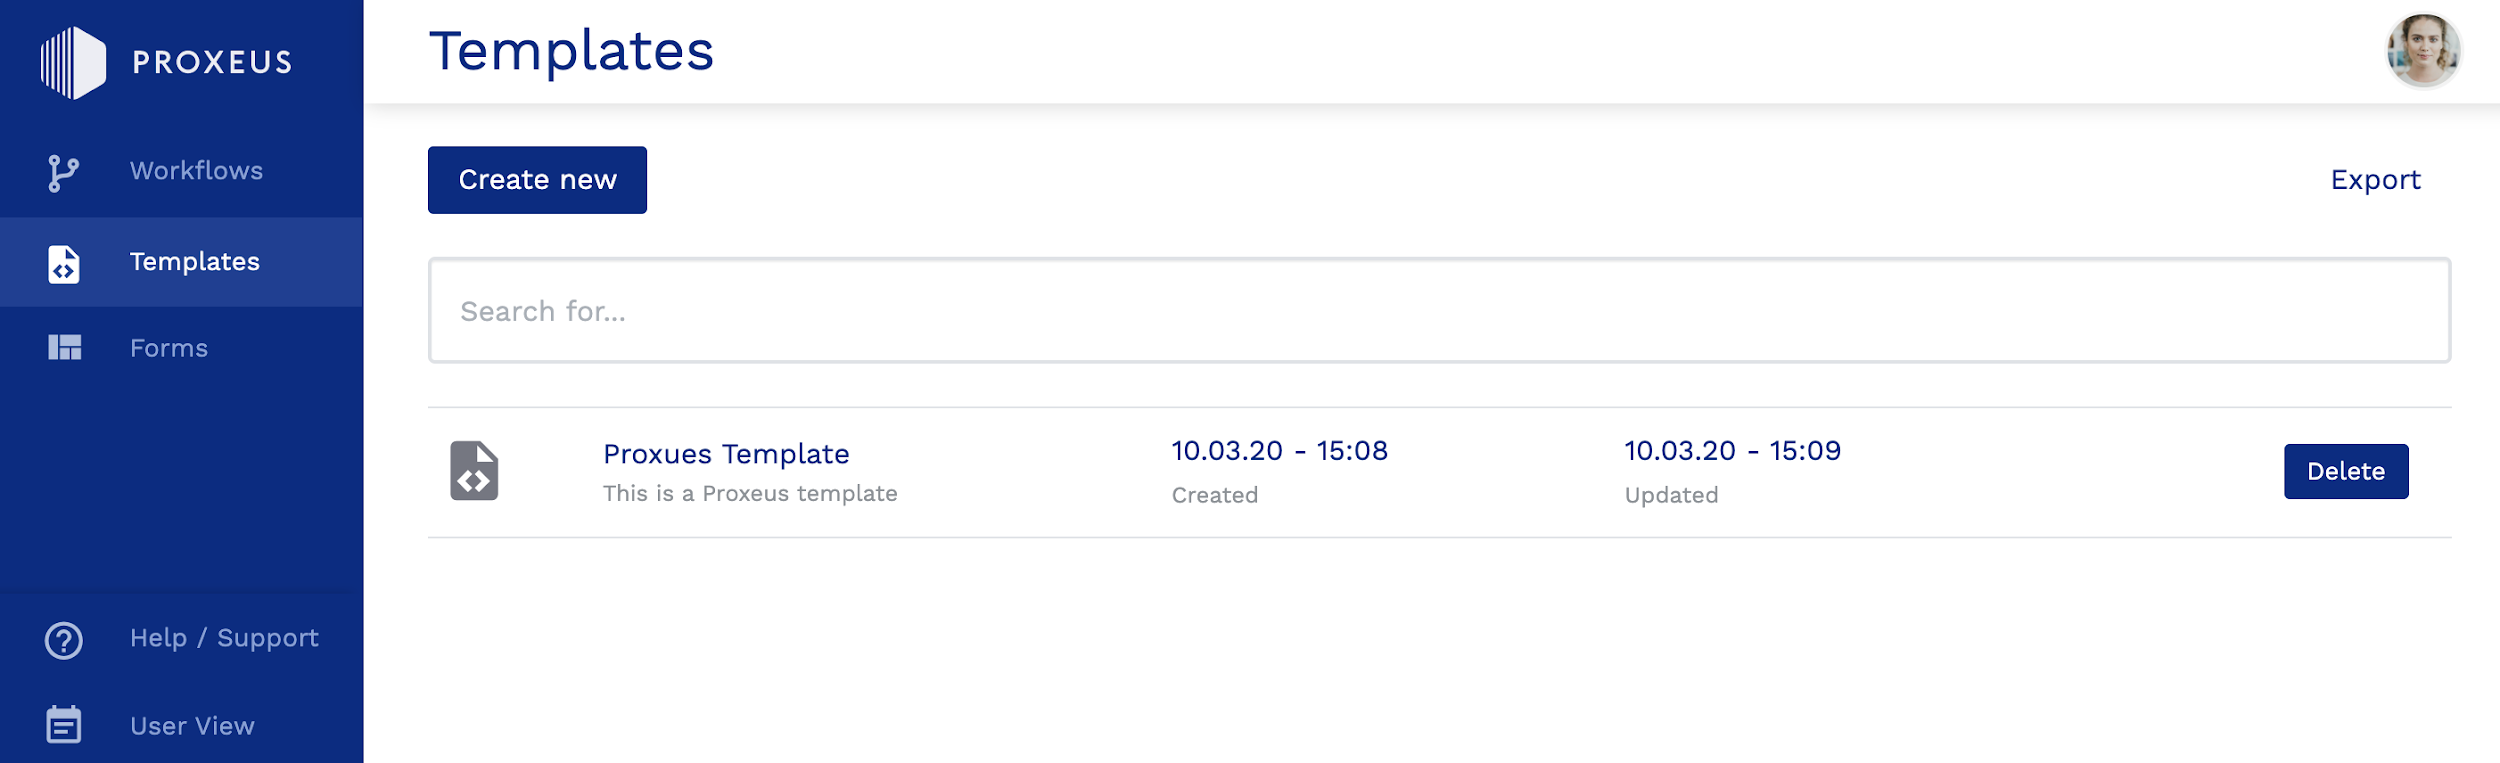 PROXEUS
Templates
Workflows
Templates
Forms
Help / Support
User View
Create new
Export
Search for...
Proxues Template
This is a Proxeus template
10.03.20 - 15:08
Created
10.03.20 - 15:09
Updated
Delete